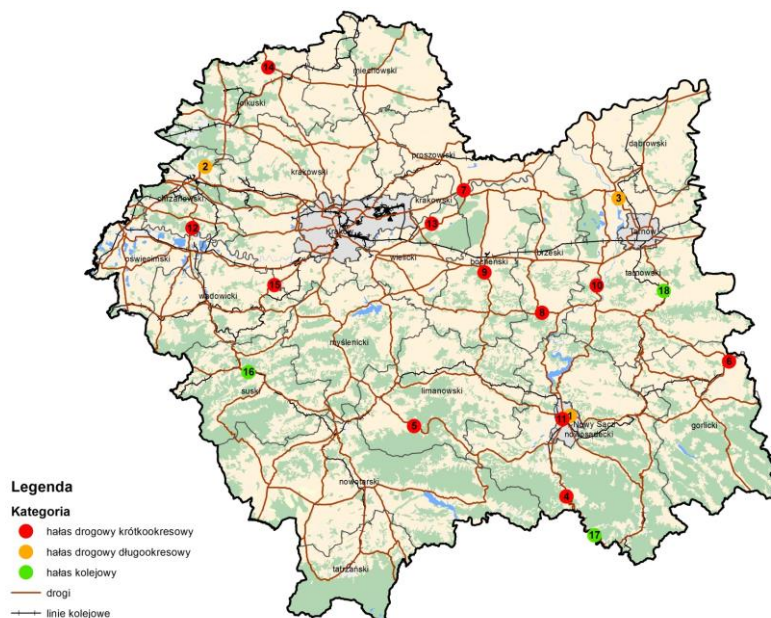 14
miechowski
olkuski
dąbrowski
proszowski
2
krakowski
7
krakowski
3
chrzanowski
12
13
Kraków
Tarnów
oświęcimski
wielicki
bocheński
brzeski
9
tarnowski
15
10
18
wadowicki
8
myślenicki
6
16
suski
limanowski
1
11
5
Nowy Sącz
nowosądecki
gorlicki
nowotarski
4
17
tatrzański
Legenda
Kategoria
hałas drogowy krótkookresowy
hałas drogowy długookresowy
hałas kolejowy
drogi
linie kolejowe